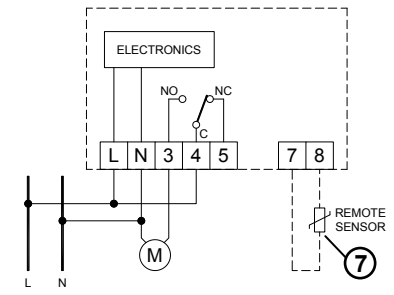 ELECTRONICS
NO
NC
C
L N 3 4 5 7 8
REMOTE
SENSOR
M
7
L N